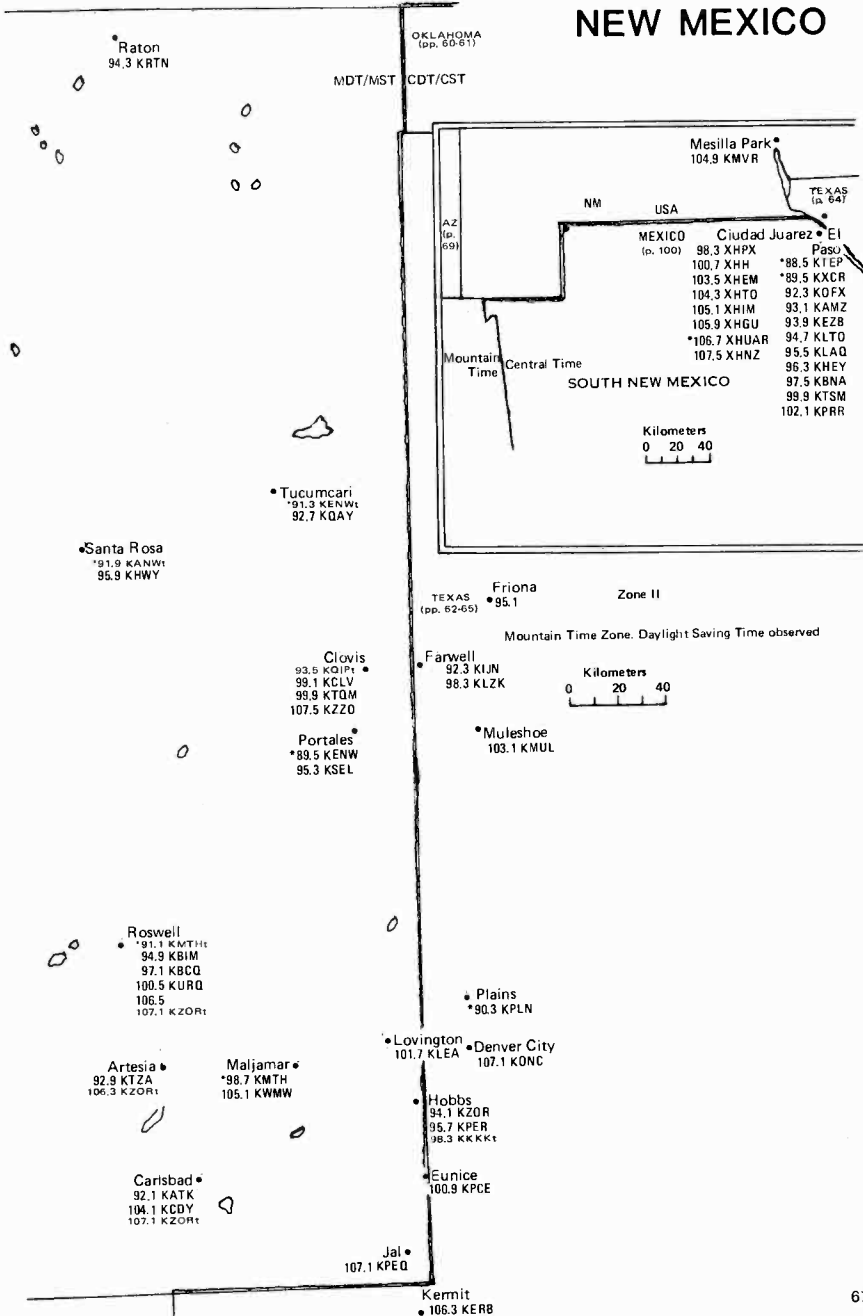 NEW MEXICO
Raton
94.3 KRTN
OKLAHOMA
(pp. 60-61)
MDT/MST CDT/CST
Mesilla Park
104.9 KMVR
TEXAS
(p. 64)
AZ
(p.
69)
NM
USA
MEXICO
(p. 100)
Ciudad Juarez
98.3 XHPX
100.7 XHH
103.5 XHEM
104.3 XHTO
105.1 XHIM
105.9 XHGU
*106.7 XHUAR
107.5 XHNZ
El
Paso
*88.5 KTEP
*89.5 KXCR
92.3 KOFX
93.1 KAMZ
93.9 KEZB
94.7 KLTO
95.5 KLAQ
96.3 KHEY
97.5 KBNA
99.9 KTSM
102.1 KPRR
Mountain
Time
Central Time
SOUTH NEW MEXICO
Kilometers
0 20 40
Tucumcari
*91.3 KENWt
92.7 KQAY
Santa Rosa
*91.9 KANWt
95.9 KHWY
TEXAS
(pp. 62-65)
Friona
95.1
Zone II
Mountain Time Zone. Daylight Saving Time observed
Clovis
93.5 KQIPt
99.1 KCLV
99.9 KTQM
107.5 KZZO
Farwell
92.3 KIJN
98.3 KLZK
Kilometers
0 20 40
Portales
*89.5 KENW
95.3 KSEL
Muleshoe
103.1 KMUL
Roswell
*91.1 KMTHt
94.9 KBIM
97.1 KBCQ
100.5 KURQ
106.5
107.1 KZORt
Plains
*90.3 KPLN
Lovington
101.7 KLEA
Denver City
107.1 KONC
Artesia
92.9 KTZA
106.3 KZORt
Maljamar
*98.7 KMTH
105.1 KWMW
Hobbs
94.1 KZOR
95.7 KPER
98.3 KKKKt
Carlsbad
92.1 KATK
104.1 KCDY
107.1 KZORt
Eunice
100.9 KPCE
Jal
107.1 KPEQ
Kermit
106.3 KERB